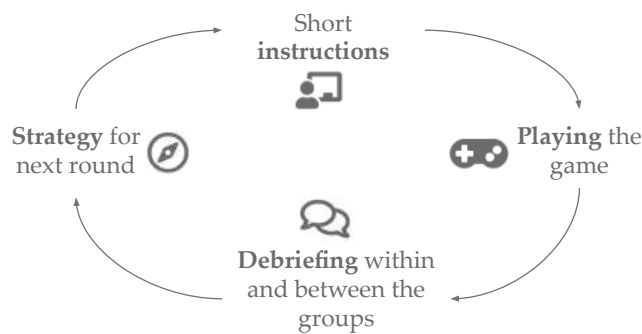 Short
instructions
Playing the
game
Debriefing within
and between the
groups
Strategy for
next round